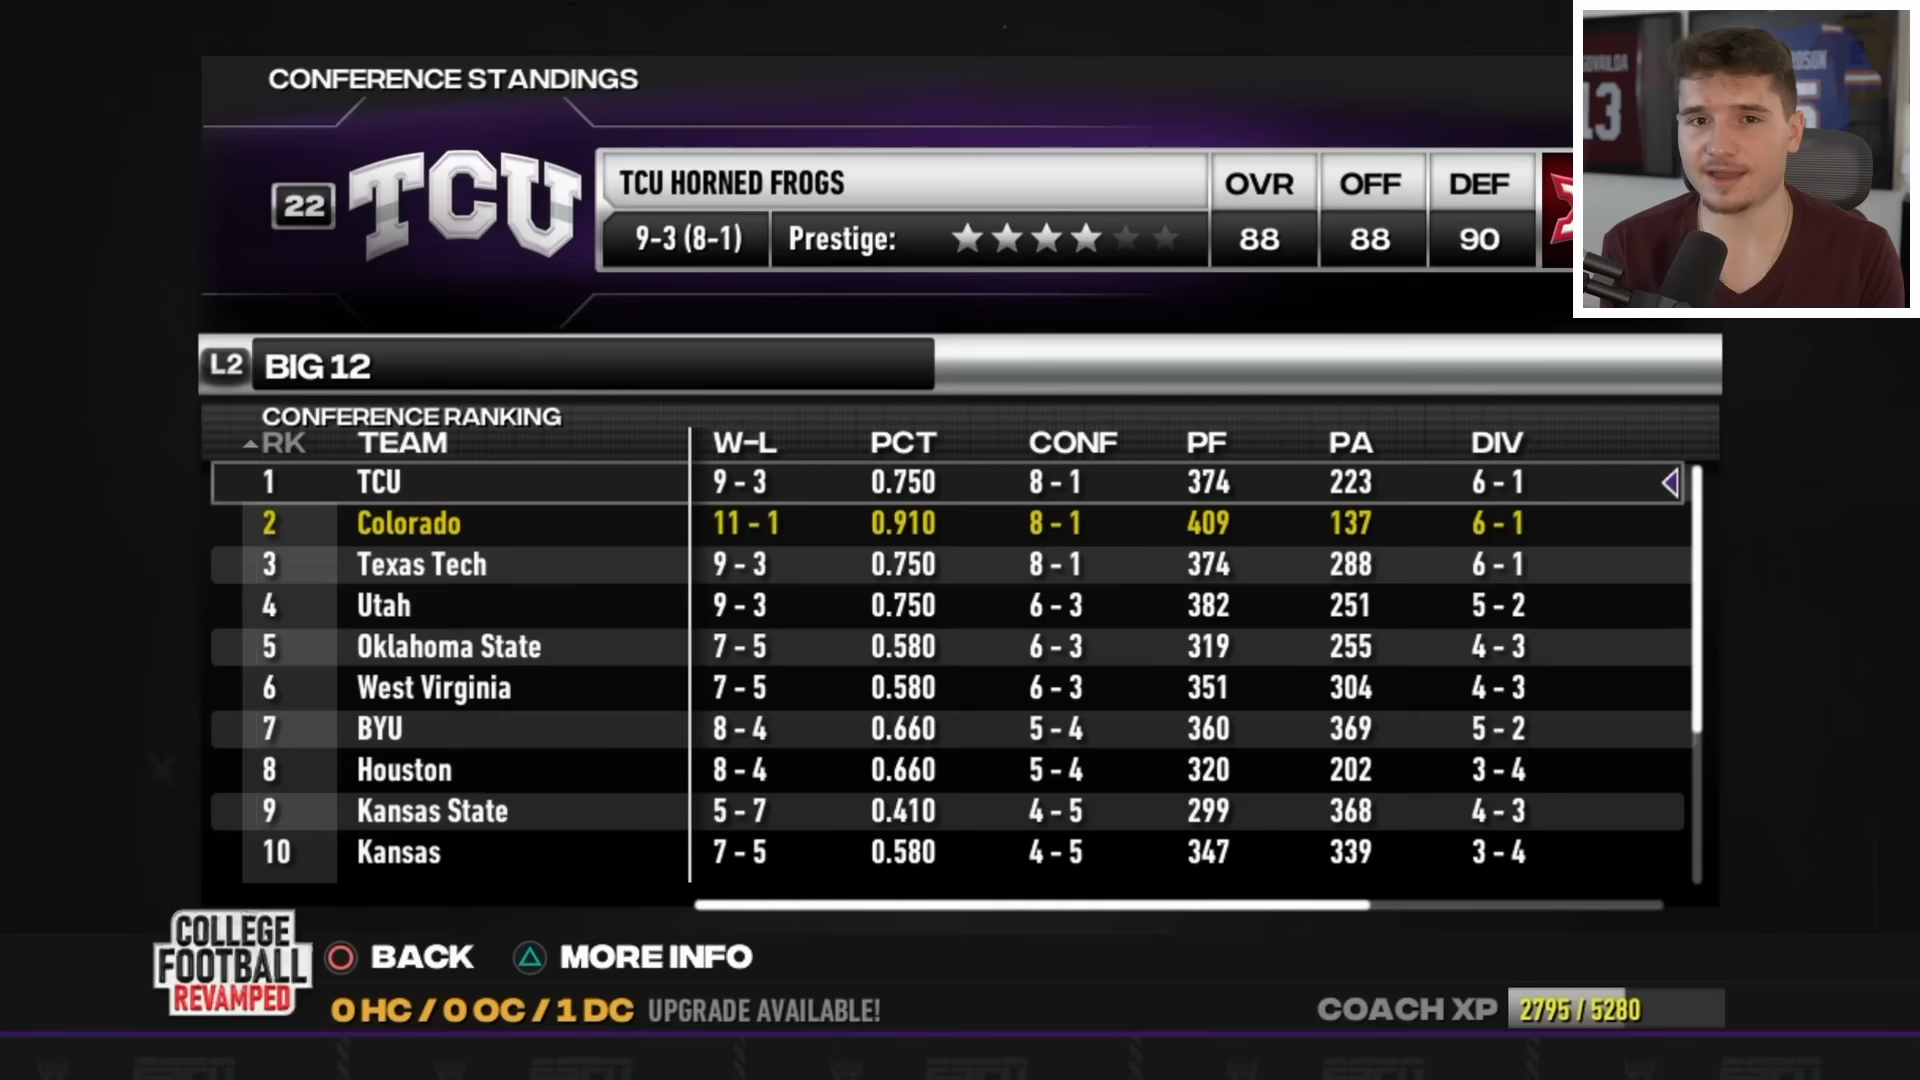 CONFERENCE STANDINGS
22 TCU
TCU HORNED FROGS OVR OFF DEF
9-3 (8-1) Prestige: 88 88 90
13
L2 BIG 12
CONFERENCE RANKING
RK TEAM W-L PCT CONF PF PA DIV
1 TCU 9 - 3 0.750 8 - 1 374 223 6 - 1
2 Colorado 11 - 1 0.910 8 - 1 409 137 6 - 1
3 Texas Tech 9 - 3 0.750 8 - 1 374 288 6 - 1
4 Utah 9 - 3 0.750 6 - 3 382 251 5 - 2
5 Oklahoma State 7 - 5 0.580 6 - 3 319 255 4 - 3
6 West Virginia 7 - 5 0.580 6 - 3 351 304 4 - 3
7 BYU 8 - 4 0.660 5 - 4 360 369 5 - 2
8 Houston 8 - 4 0.660 5 - 4 320 202 3 - 4
9 Kansas State 5 - 7 0.410 4 - 5 299 368 4 - 3
10 Kansas 7 - 5 0.580 4 - 5 347 339 3 - 4
COLLEGE
FOOTBALL
REVAMPED
BACK MORE INFO
0 HC / 0 OC / 1 DC UPGRADE AVAILABLE!
COACH XP 2795 / 5280